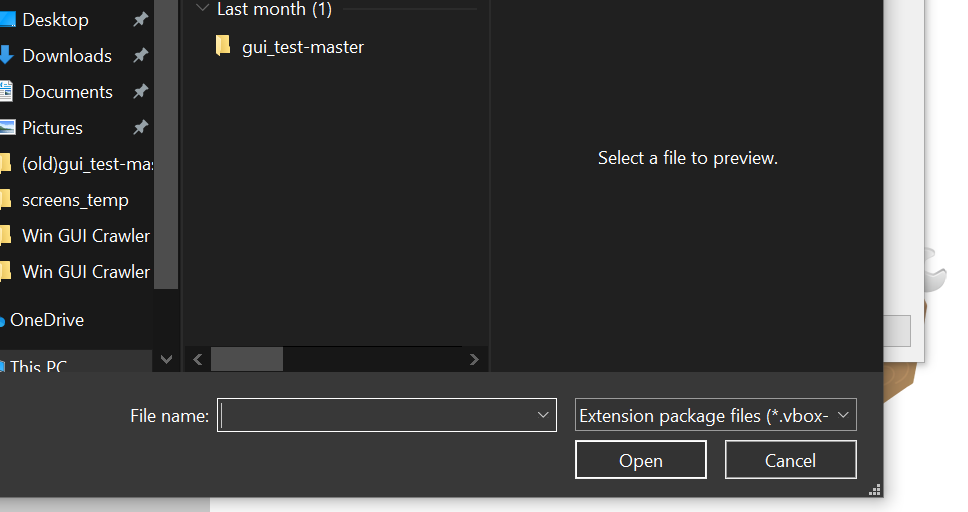 Desktop
Downloads
Documents
Pictures
(old)gui_test-mas
screens_temp
Win GUI Crawler
Win GUI Crawler
OneDrive
This PC
Last month (1)
gui_test-master
Select a file to preview.
File name:
Extension package files (*.vbox-
Open
Cancel